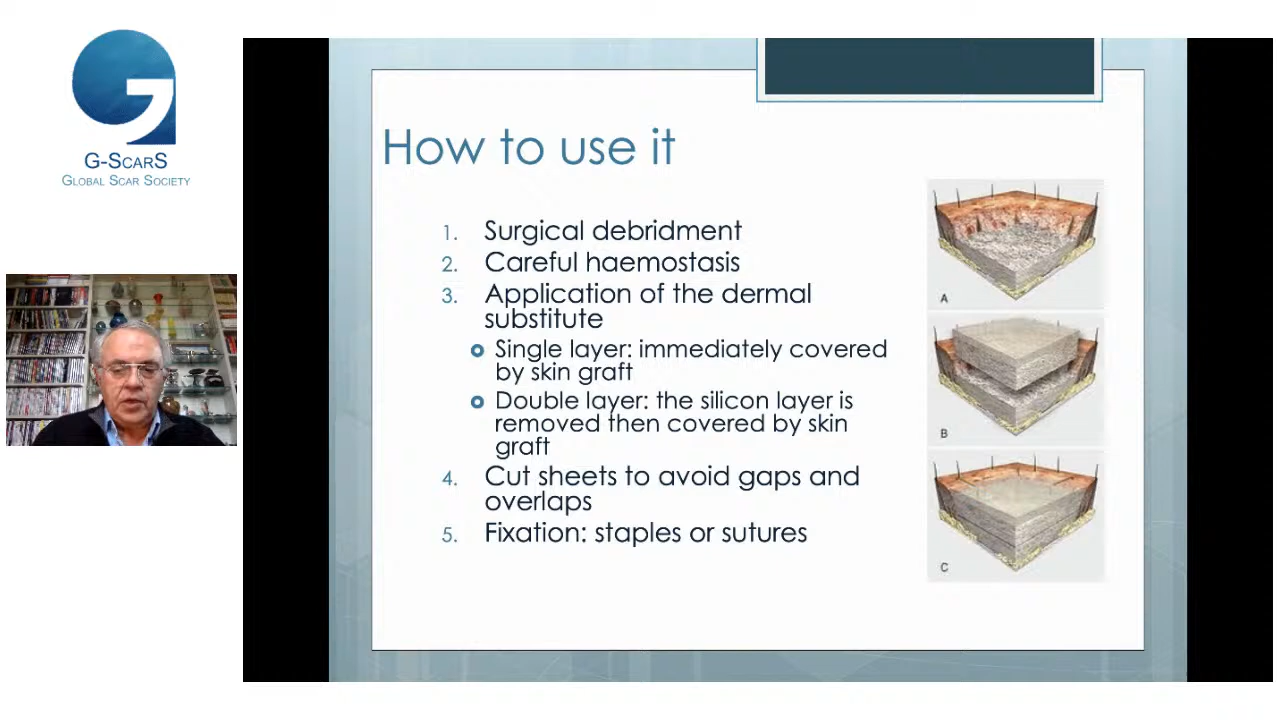 G-ScarS
Global Scar Society
How to use it
1. Surgical debridment
2. Careful haemostasis
3. Application of the dermal
substitute
Single layer: immediately covered
by skin graft
Double layer: the silicon layer is
removed then covered by skin
graft
4. Cut sheets to avoid gaps and
overlaps
5. Fixation: staples or sutures
A
B
C